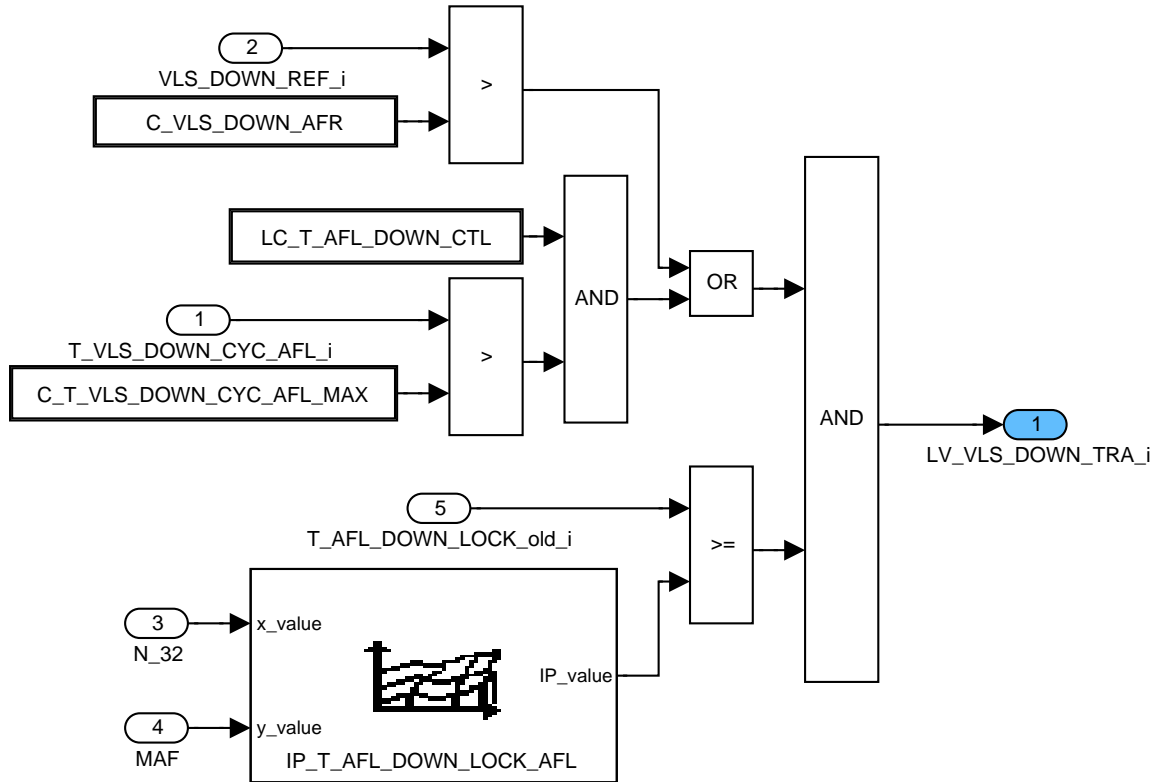 2
VLS_DOWN_REF_i
>
C_VLS_DOWN_AFR
LC_T_AFL_DOWN_CTL
AND
OR
1
T_VLS_DOWN_CYC_AFL_i
>
C_T_VLS_DOWN_CYC_AFL_MAX
AND
1
LV_VLS_DOWN_TRA_i
5
T_AFL_DOWN_LOCK_old_i
>=
3
N_32
x_value
IP_value
4
MAF
y_value
IP_T_AFL_DOWN_LOCK_AFL